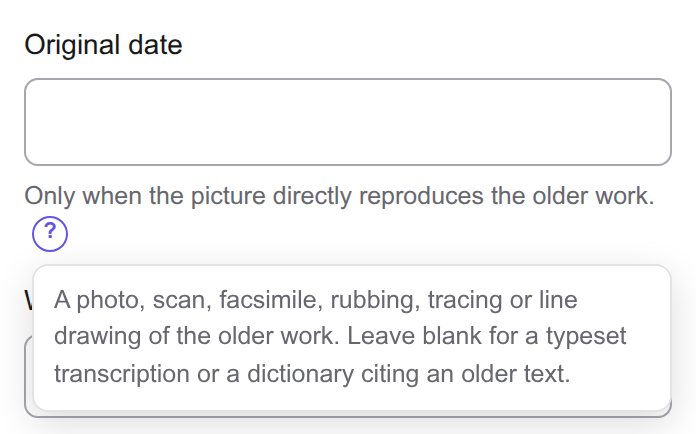 Original date
Only when the picture directly reproduces the older work.
?
A photo, scan, facsimile, rubbing, tracing or line
drawing of the older work. Leave blank for a typeset
transcription or a dictionary citing an older text.